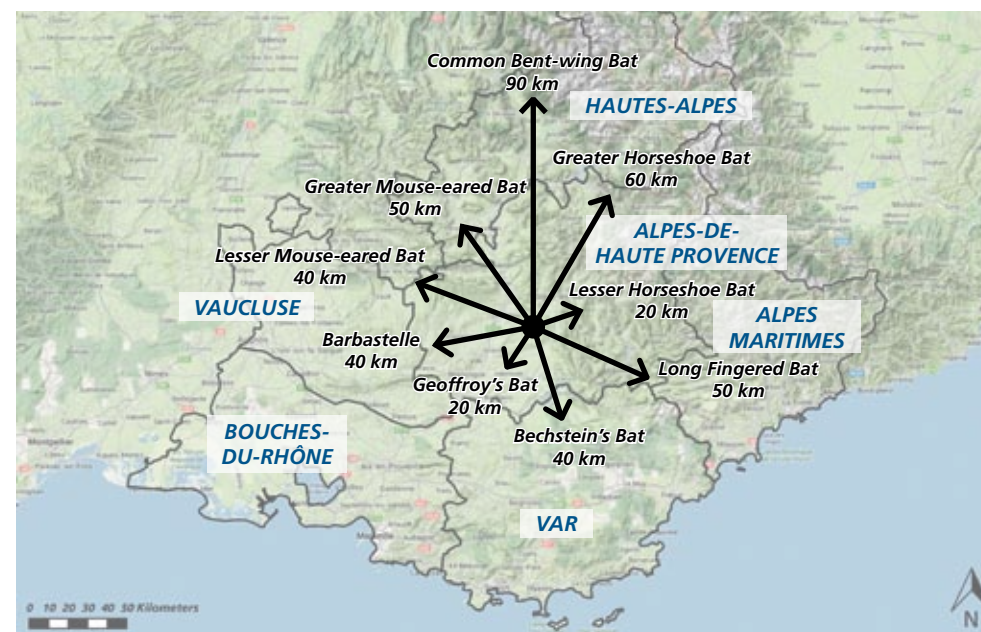 Common Bent-wing Bat
90 km
HAUTES-ALPES
Greater Horseshoe Bat
60 km
Greater Mouse-eared Bat
50 km
ALPES-DE-
HAUTE PROVENCE
Lesser Mouse-eared Bat
40 km
Lesser Horseshoe Bat
20 km
VAUCLUSE
ALPES
MARITIMES
Barbastelle
40 km
Long Fingered Bat
50 km
Geoffroy's Bat
20 km
BOUCHES-
DU-RHÔNE
Bechstein's Bat
40 km
VAR
0 10 20 30 40 50 Kilometers
N